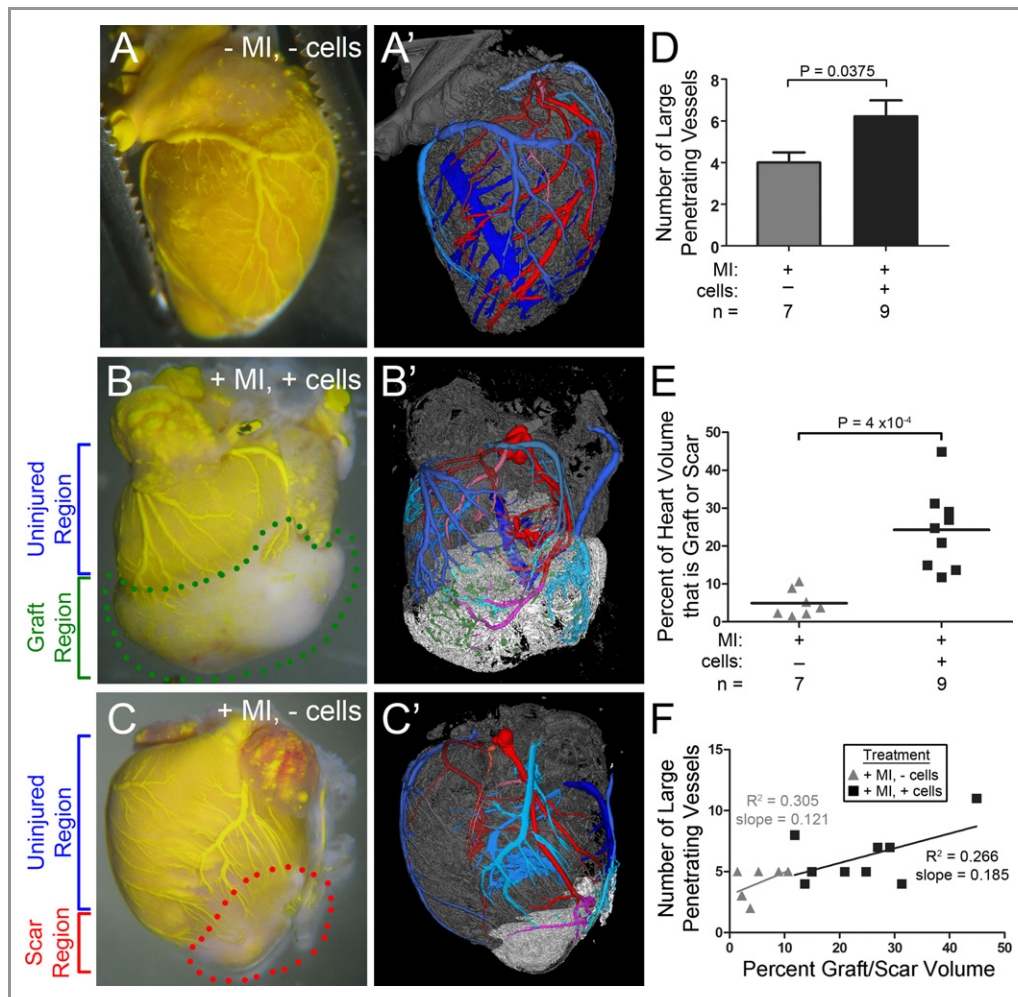 A
- MI, - cells
A'
B
+ MI, + cells
B'
Uninjured
Region
Graft
Region
C
+ MI, - cells
C'
Uninjured
Region
Scar
Region
D
P = 0.0375
Number of Large
Penetrating Vessels
8
6
4
2
0
MI: + +
cells: – +
n = 7 9
E
P = 4 x10⁻⁴
Percent of Heart Volume
that is Graft or Scar
50
40
30
20
10
0
MI: + +
cells: – +
n = 7 9
F
Number of Large
Penetrating Vessels
15
10
5
0
Treatment
+ MI, - cells
+ MI, + cells
R² = 0.305
slope = 0.121
R² = 0.266
slope = 0.185
0 10 20 30 40 50
Percent Graft/Scar Volume